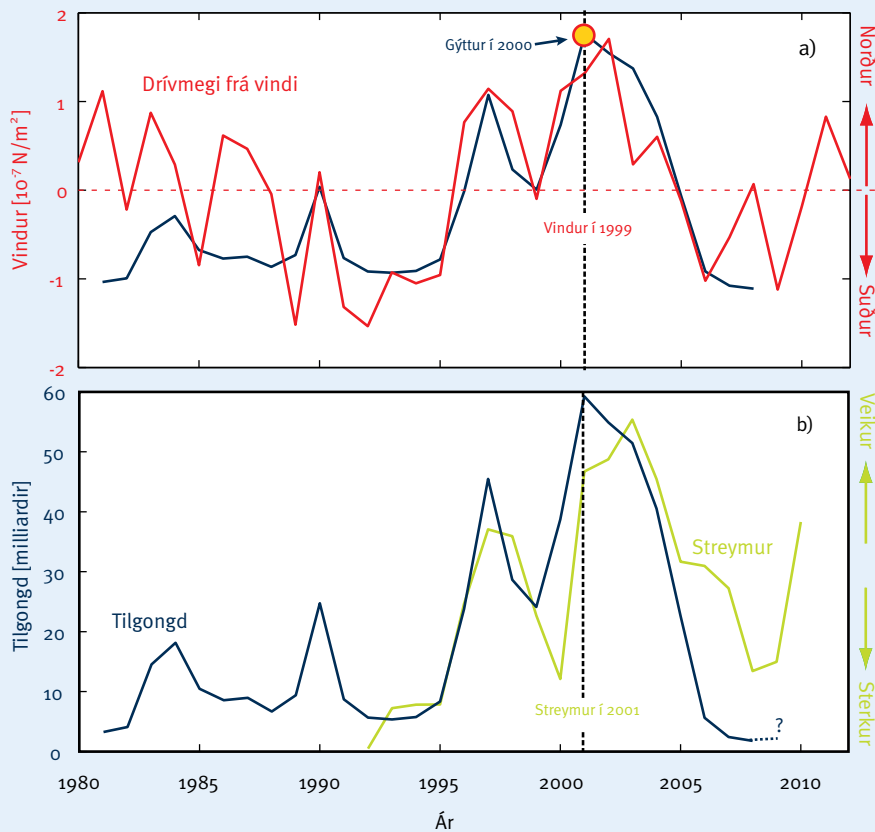 2
1
0
-1
-2
Vindur [10-7 N/m2]
Gýttur í 2000
a)
Drívmegi frá vindi
Vindur í 1999
Norður
Suður
60
50
40
30
20
10
0
Tilgongd [milliardir]
b)
Streymur
Tilgongd
Streymur í 2001
?
Veikur
Sterkur
1980 1985 1990 1995 2000 2005 2010
Ár